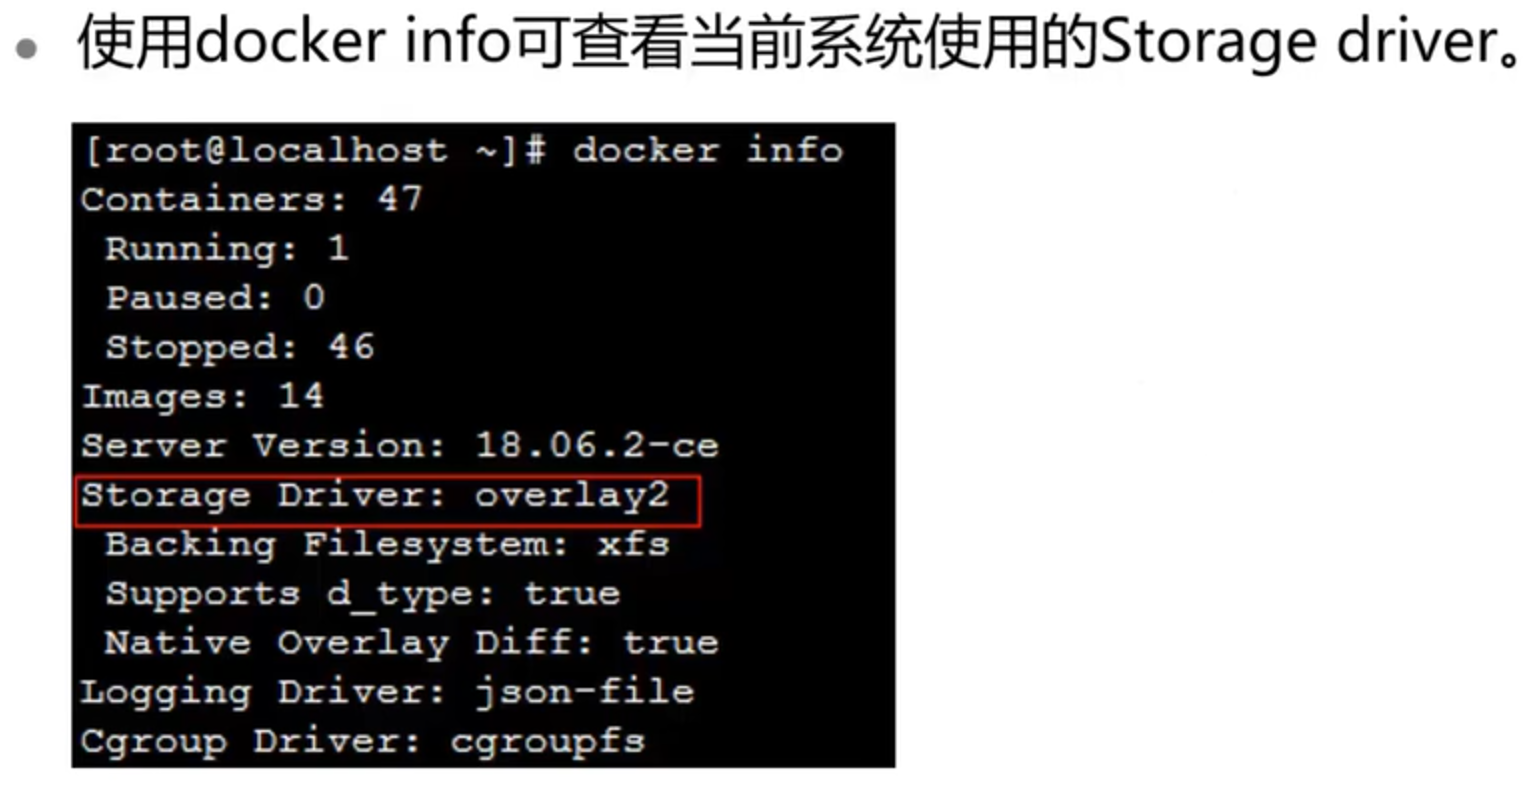 使用docker info可查看当前系统使用的Storage driver。
[root@localhost ~]# docker info
Containers: 47
Running: 1
Paused: 0
Stopped: 46
Images: 14
Server Version: 18.06.2-ce
Storage Driver: overlay2
Backing Filesystem: xfs
Supports d_type: true
Native Overlay Diff: true
Logging Driver: json-file
Cgroup Driver: cgroupfs